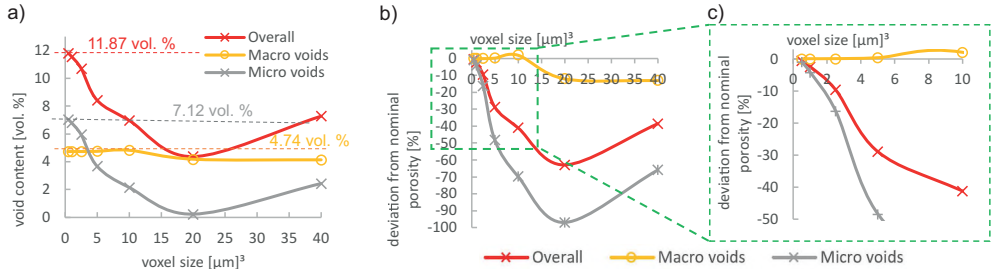 a)
void content [vol. %]
12
10
8
6
4
2
0
11.87 vol. %
7.12 vol. %
4.74 vol. %
Overall
Macro voids
Micro voids
0 5 10 15 20 25 30 35 40
voxel size [µm]³
b)
voxel size [µm]³
0 10 20 30 40
deviation from nominal
porosity [%]
0
-10
-20
-30
-40
-50
-60
-70
-80
-90
-100
c)
voxel size [µm]³
0 2 4 6 8 10
deviation from nominal
porosity [%]
0
-10
-20
-30
-40
-50
Overall Macro voids Micro voids